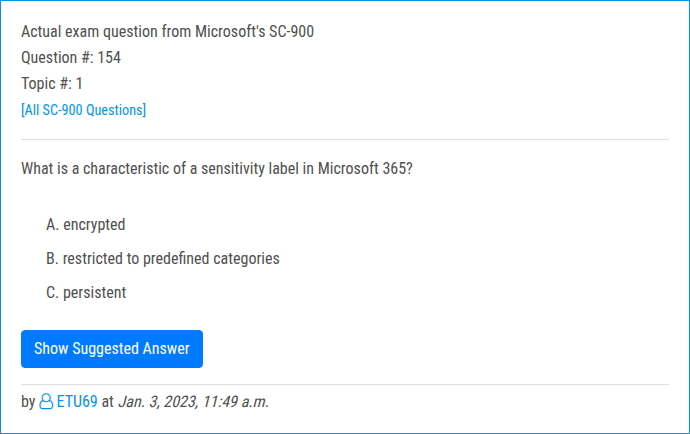 Actual exam question from Microsoft's SC-900
Question #: 154
Topic #: 1
[All SC-900 Questions]
What is a characteristic of a sensitivity label in Microsoft 365?
A. encrypted
B. restricted to predefined categories
C. persistent
Show Suggested Answer
by ETU69 at Jan. 3, 2023, 11:49 a.m.